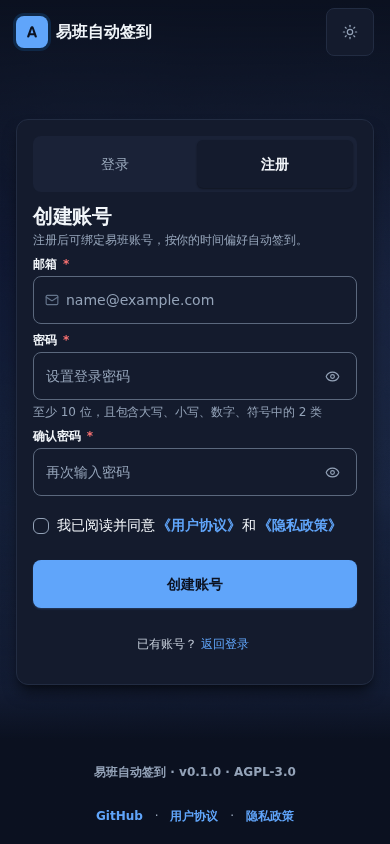 A 易班自动签到
登录 注册
创建账号
注册后可绑定易班账号，按你的时间偏好自动签到。
邮箱 *
name@example.com
密码 *
设置登录密码
至少 10 位，且包含大写、小写、数字、符号中的 2 类
确认密码 *
再次输入密码
我已阅读并同意《用户协议》和《隐私政策》
创建账号
已有账号？ 返回登录
易班自动签到 · v0.1.0 · AGPL-3.0
GitHub · 用户协议 · 隐私政策